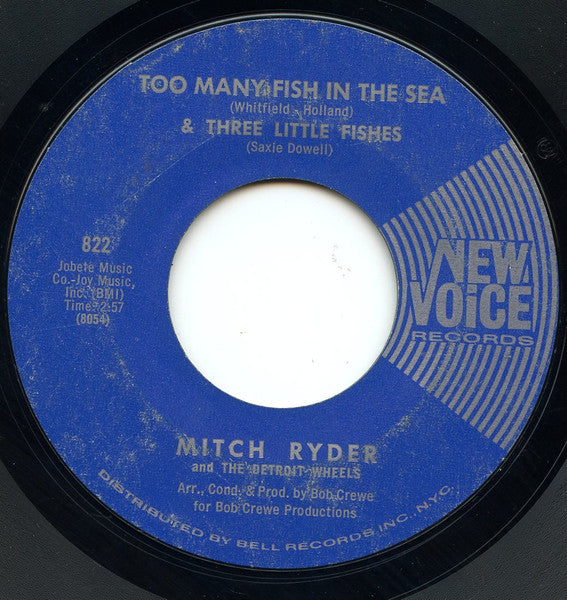 TOO MANY FISH IN THE SEA
(Whitfield - Holland)
& THREE LITTLE FISHES
(Saxie Dowell)
822
Jobete Music
Co.-Joy Music,
Inc. (BMI)
Time: 2:57
(8054)
NEW
VOICE
RECORDS
MITCH RYDER
and THE DETROIT WHEELS
Arr., Cond. & Prod. by Bob Crewe
for Bob Crewe Productions
DISTRIBUTED BY BELL RECORDS INC., N.Y.C.